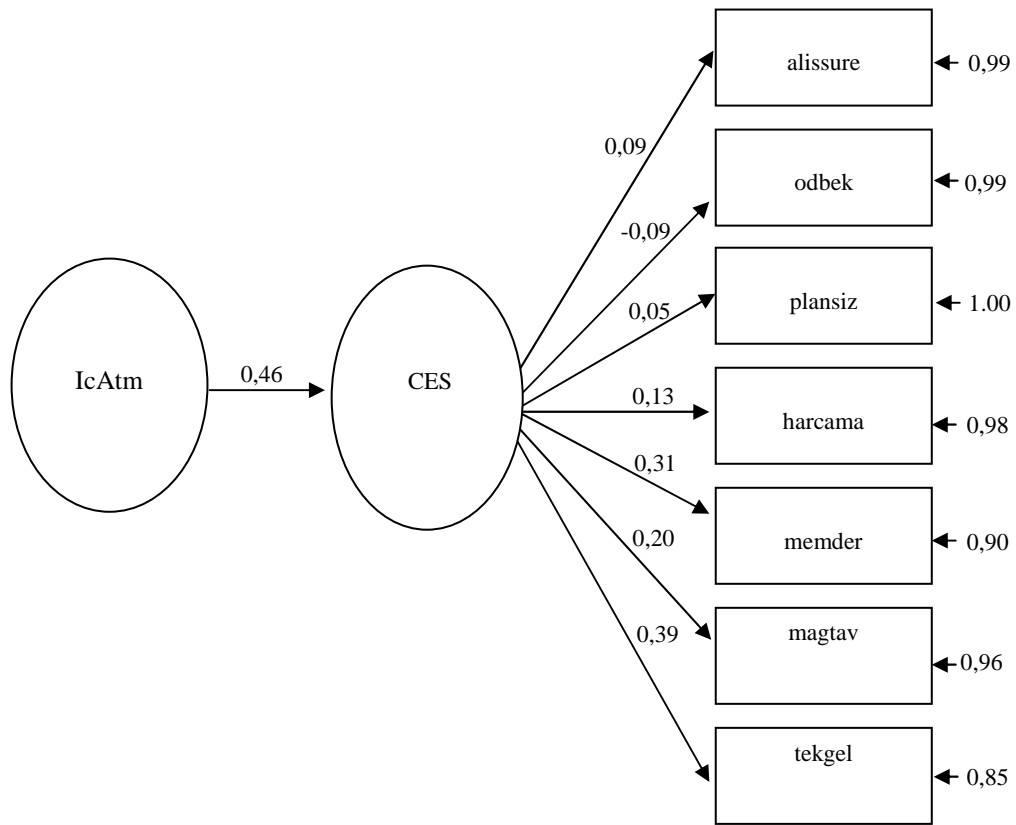 alissure
0,99
0,09
odbek
0,99
-0,09
plansiz
1.00
0,05
IcAtm
0,46
CES
0,13
harcama
0,98
0,31
memder
0,90
0,20
magtav
0,96
0,39
tekgel
0,85